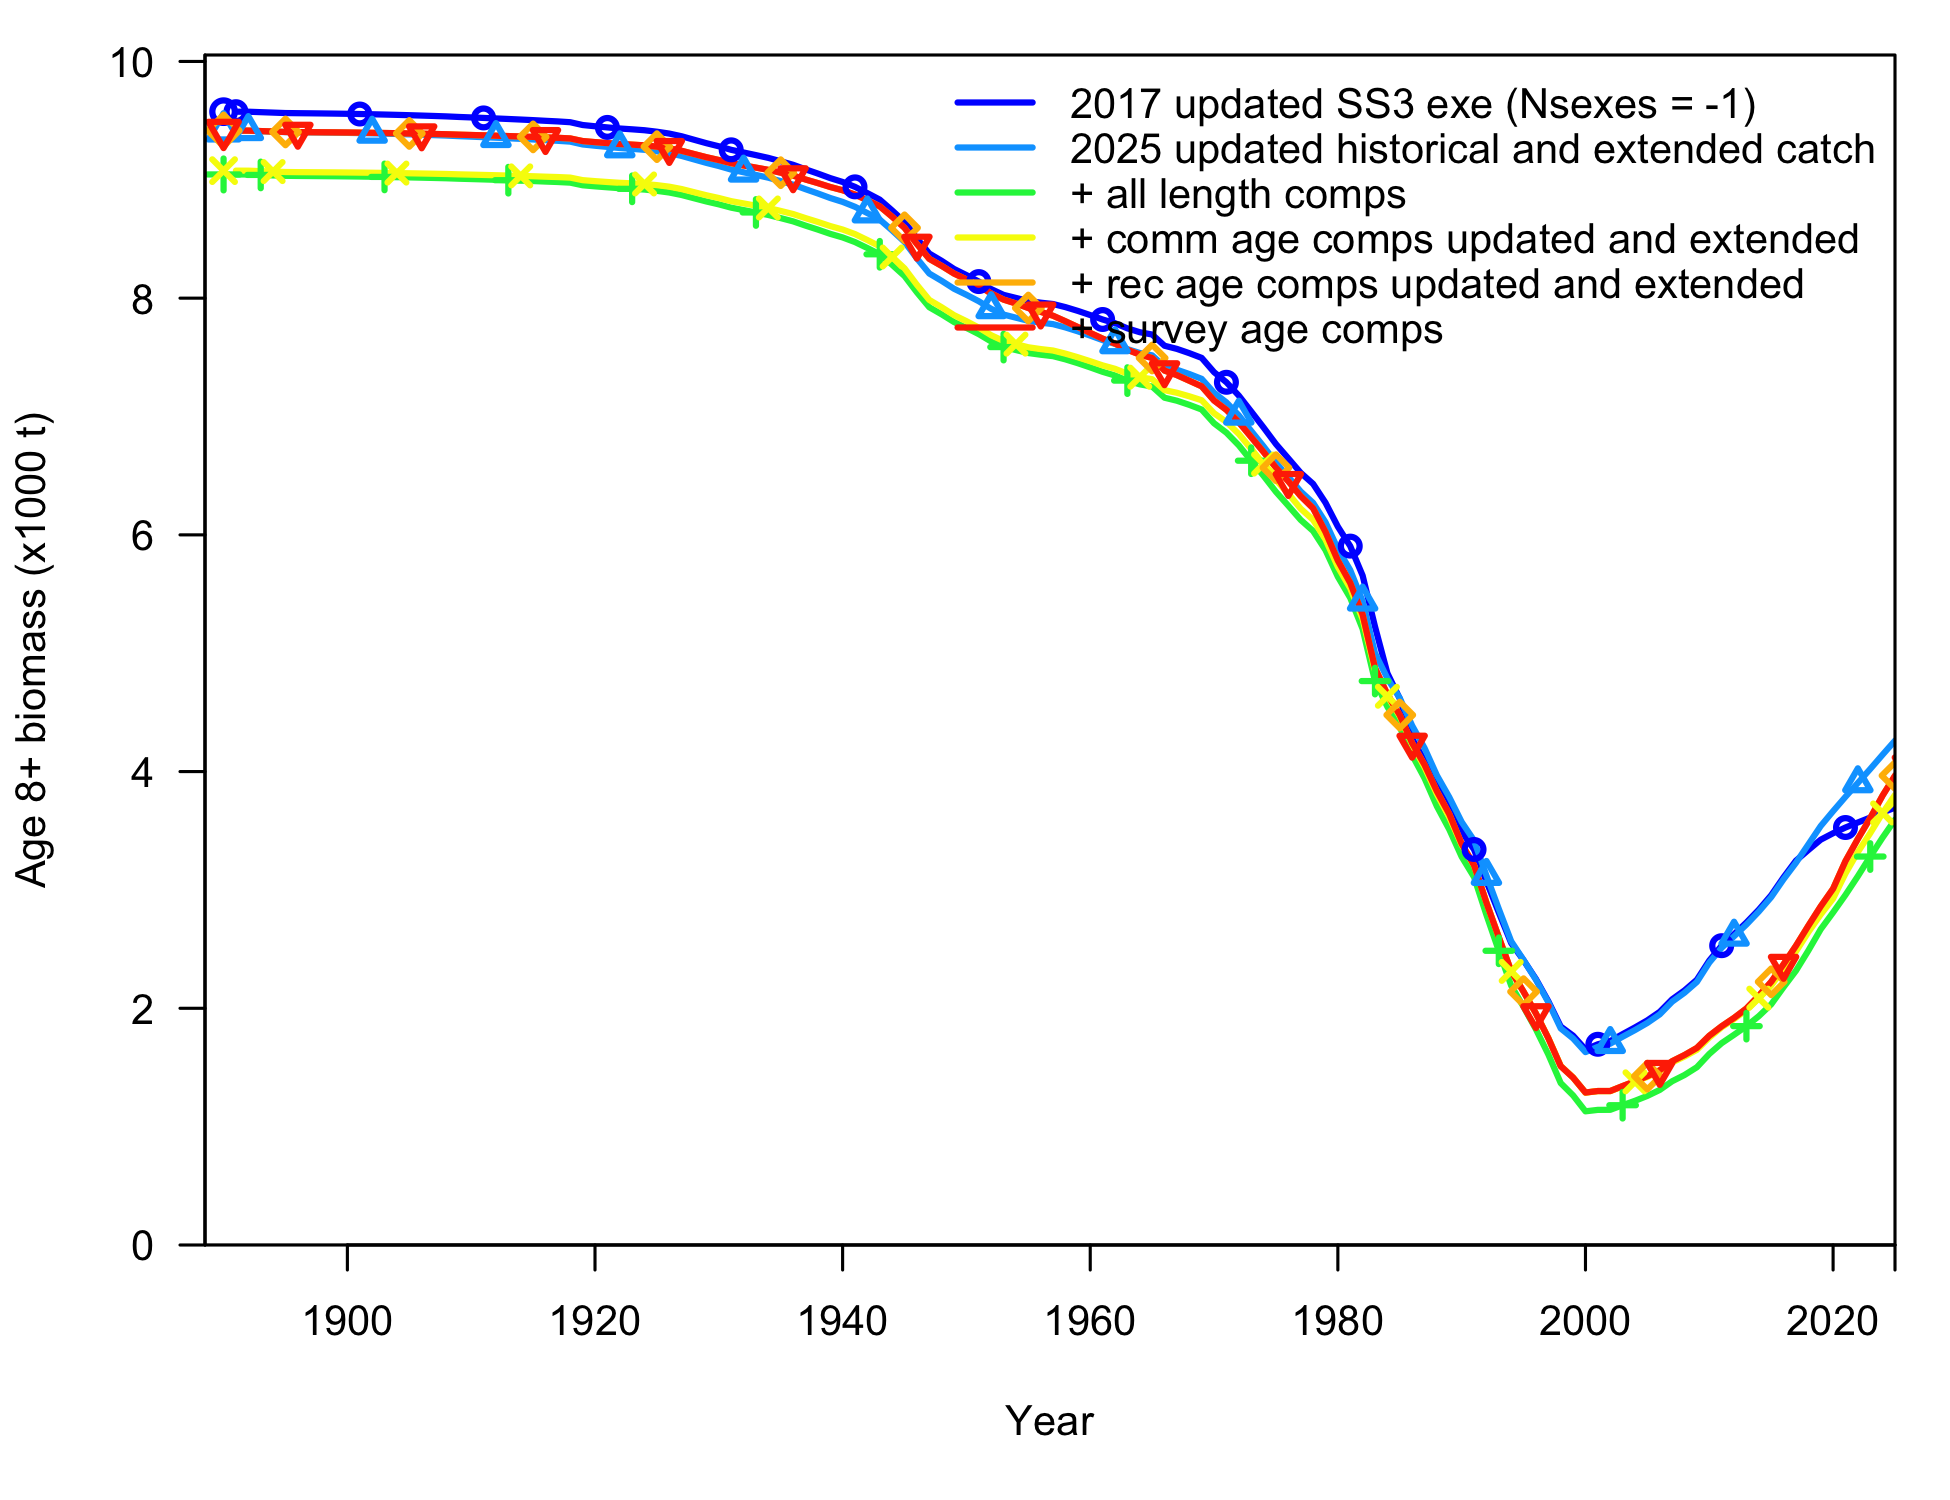 10
8
6
4
2
0
Age 8+ biomass (x1000 t)
2017 updated SS3 exe (Nsexes = -1)
2025 updated historical and extended catch
+ all length comps
+ comm age comps updated and extended
+ rec age comps updated and extended
+ survey age comps
1900 1920 1940 1960 1980 2000 2020
Year